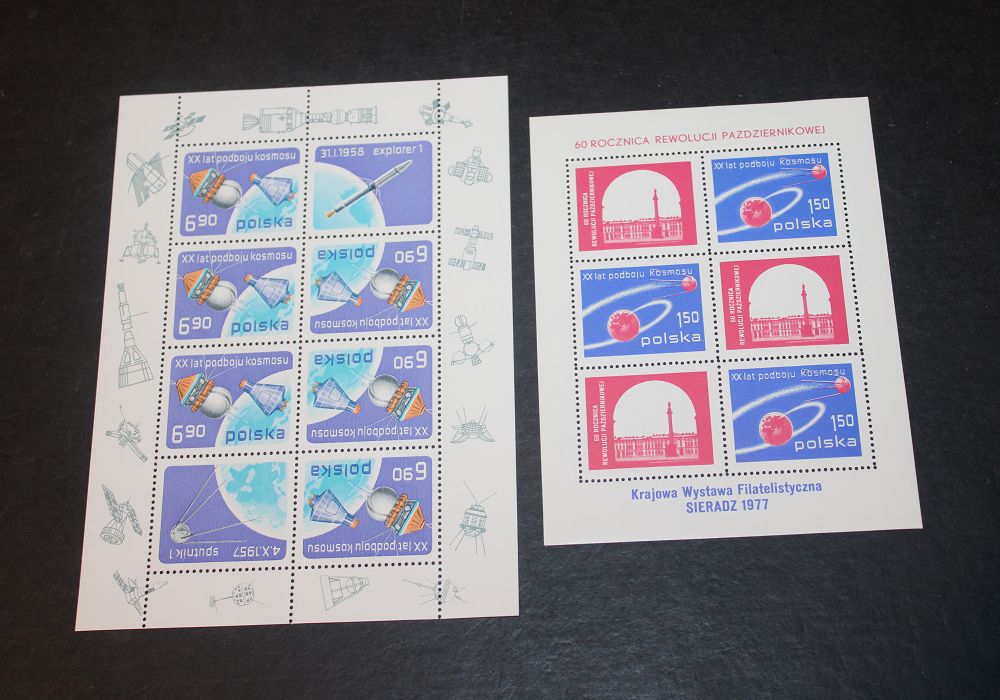 XX lat podboju kosmosu
6 90
polska
31.I.1958 explorer 1
XX lat podboju kosmosu
6 90
polska
polska
6 90
XX lat podboju kosmosu
XX lat podboju kosmosu
6 90
polska
polska
6 90
XX lat podboju kosmosu
4.X.1957 sputnik 1
polska
6 90
XX lat podboju kosmosu
60 ROCZNICA REWOLUCJI PAZDZIERNIKOWEJ
60 ROCZNICA
REWOLUCJI PAŹDZIERNIKOWEJ
XX lat podboju kosmosu
1 50
polska
XX lat podboju kosmosu
1 50
polska
60 ROCZNICA
REWOLUCJI PAŹDZIERNIKOWEJ
60 ROCZNICA
REWOLUCJI PAŹDZIERNIKOWEJ
XX lat podboju kosmosu
1 50
polska
Krajowa Wystawa Filatelistyczna
SIERADZ 1977